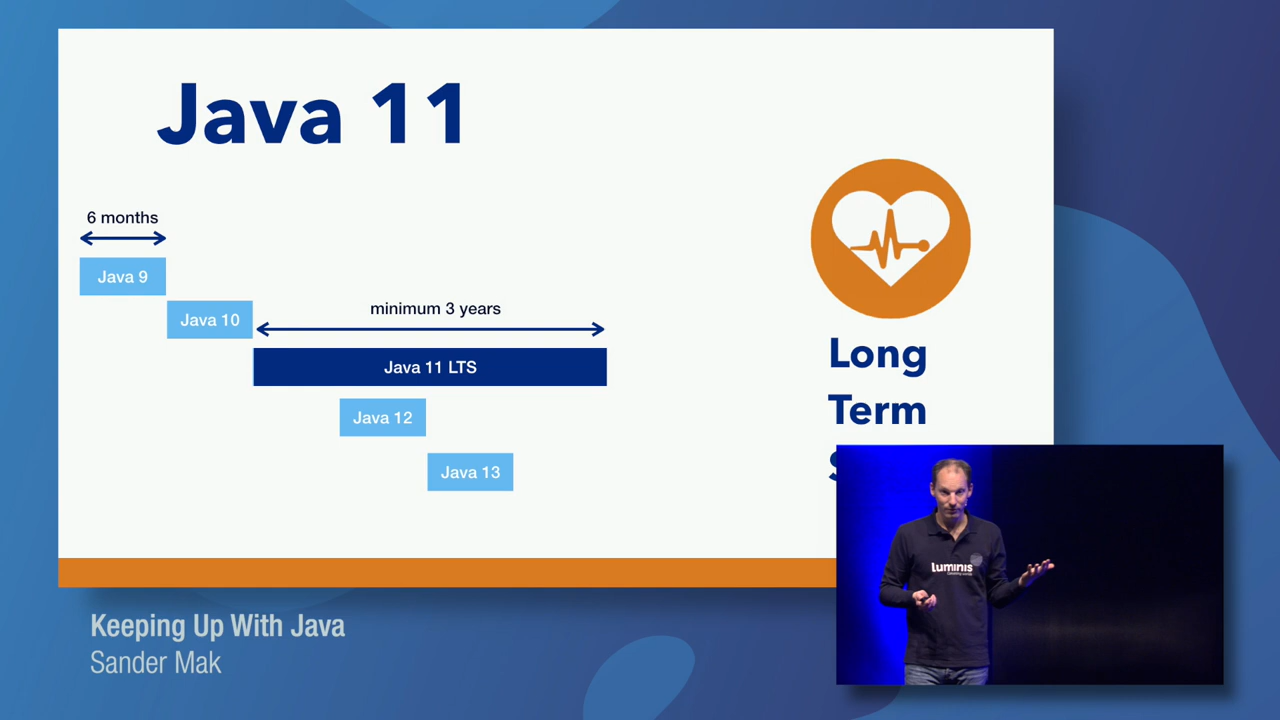 Java 11
6 months
Java 9
Java 10
minimum 3 years
Java 11 LTS
Java 12
Java 13
Long
Term
luminis
Keeping Up With Java
Sander Mak